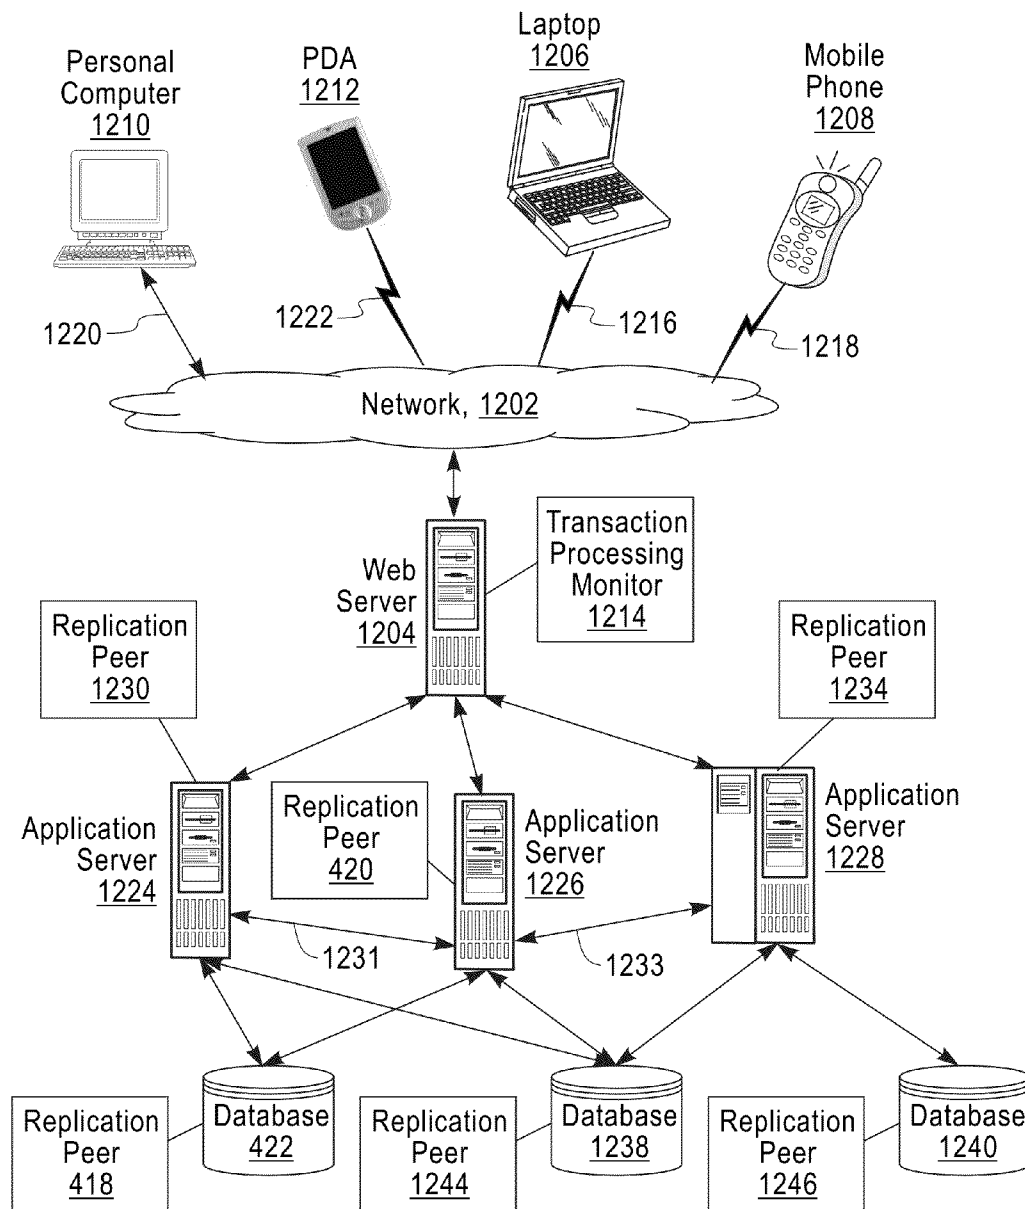 Laptop
1206
PDA
1212
Mobile
Phone
1208
Personal
Computer
1210
1220
1222
1216
1218
Network, 1202
Transaction
Processing
Monitor
1214
Web
Server
1204
Replication
Peer
1230
Replication
Peer
1234
Application
Server
1224
Replication
Peer
420
Application
Server
1226
Application
Server
1228
1231
1233
Replication
Peer
418
Database
422
Replication
Peer
1244
Database
1238
Replication
Peer
1246
Database
1240